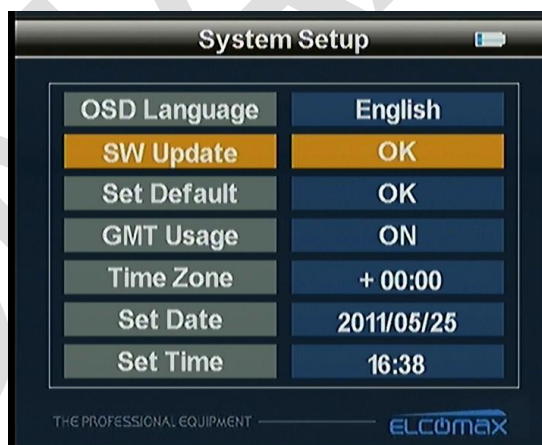 System Setup
OSD Language English
SW Update OK
Set Default OK
GMT Usage ON
Time Zone + 00:00
Set Date 2011/05/25
Set Time 16:38
THE PROFESSIONAL EQUIPMENT ELCOMAX